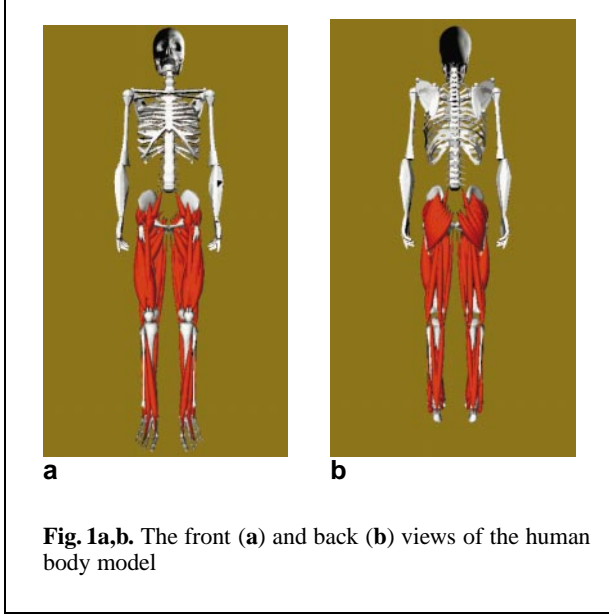 a
b
Fig. 1a,b. The front (a) and back (b) views of the human
body model